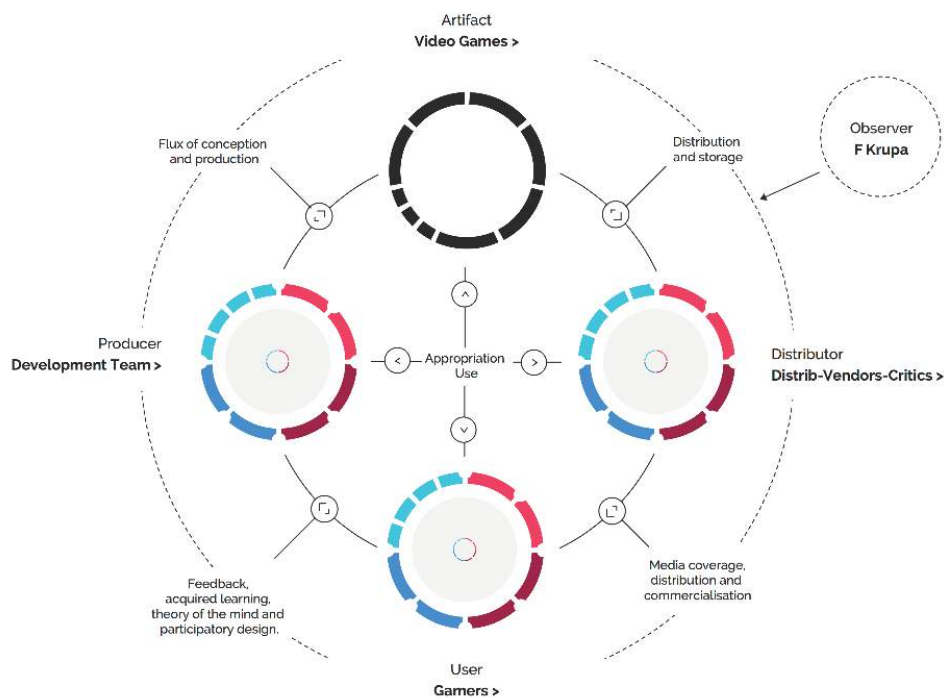 Artifact
Video Games >
Flux of conception
and production
Distribution
and storage
Observer
F Krupa
Producer
Development Team >
Appropriation
Use
Distributor
Distrib-Vendors-Critics >
Feedback,
acquired learning,
theory of the mind and
participatory design.
Media coverage,
distribution and
commercialisation
User
Gamers >